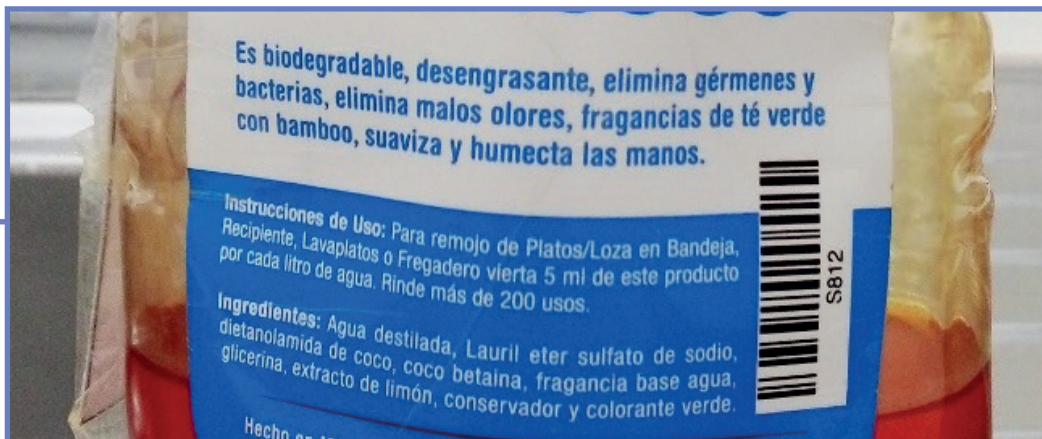 Es biodegradable, desengrasante, elimina gérmenes y
bacterias, elimina malos olores, fragancias de té verde
con bamboo, suaviza y humecta las manos.
Instrucciones de Uso: Para remojo de Platos/Loza en Bandeja,
Recipiente, Lavaplatos o Fregadero vierta 5 ml de este producto
por cada litro de agua. Rinde más de 200 usos.
Ingredientes: Agua destilada, Lauril eter sulfato de sodio,
dietanolamida de coco, coco betaina, fragancia base agua,
glicerina, extracto de limón, conservador y colorante verde.
Hecho en
S812